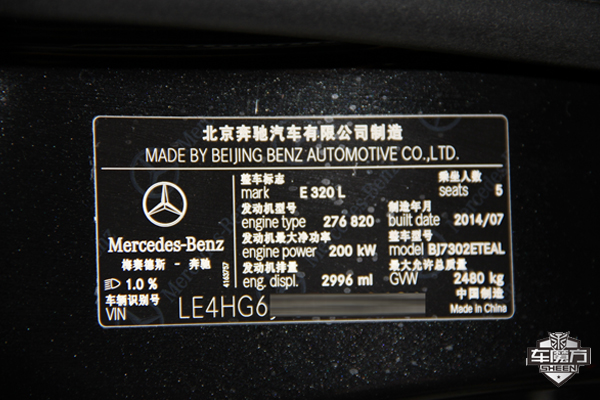 北京奔驰汽车有限公司制造
MADE BY BEIJING BENZ AUTOMOTIVE CO.,LTD.
Mercedes-Benz
梅赛德斯 - 奔驰
1.0 %
整车标志
mark E 320 L
乘坐人数
seats 5
发动机型号
engine type 276 820
制造年月
built date 2014/07
发动机最大净功率
engine power 200 kW
整车型号
model BJ7302ETEAL
发动机排量
eng. displ. 2996 ml
最大允许总质量
GVW 2480 kg
车辆识别号
VIN LE4HG6
中国制造
Made in China
车魔方
SHEEN